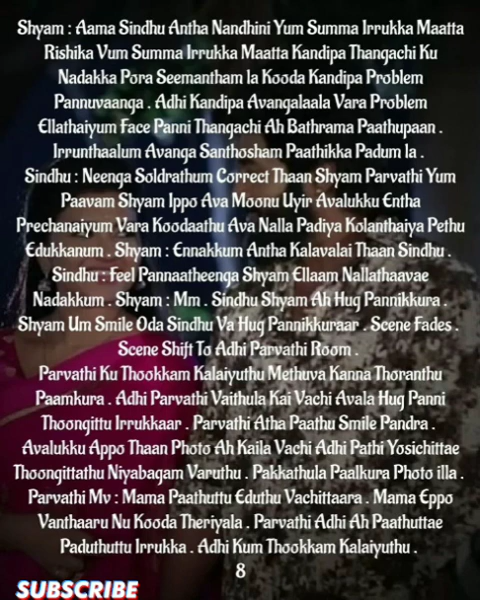 Shyam : Aama Sindhu Antha Nandhini Yum Summa Irrukka Maatta
Rishika Vum Summa Irrukka Maatta Kandipa Thangachi Ku
Nadakka Pora Seemantham la Kooda Kandipa Problem
Pannuvaanga . Adhi Kandipa Avangalaala Vara Problem
Ellathaiyum Face Panni Thangachi Ah Bathrama Paathupaan .
Irrunthaalum Avanga Santhosham Paathikka Padum la .
Sindhu : Neenga Soldrathum Correct Thaan Shyam Parvathi Yum
Paavam Shyam Ippo Ava Moonu Uyir Avalukku Entha
Prechanaiyum Vara Koodaathu Ava Nalla Padiya Kolanthaiya Pethu
Edukkanum . Shyam : Ennakkum Antha Kalavalai Thaan Sindhu .
Sindhu : Feel Pannaatheenga Shyam Ellaam Nallathaavae
Nadakkum . Shyam : Mm . Sindhu Shyam Ah Hug Pannikkura .
Shyam Um Smile Oda Sindhu Va Hug Pannikkuraar . Scene Fades .
Scene Shift To Adhi Parvathi Room .
Parvathi Ku Thookkam Kalaiyuthu Methuva Kanna Thoranthu
Paamkura . Adhi Parvathi Vaithula Kai Vachi Avala Hug Panni
Thoongittu Irrukkaar . Parvathi Atha Paathu Smile Pandra .
Avalukku Appo Thaan Photo Ah Kaila Vachi Adhi Pathi Yosichittae
Thoongittathu Niyabagam Varuthu . Pakkathula Paalkura Photo illa .
Parvathi Mv : Mama Paathuttu Eduthu Vachittaara . Mama Eppo
Vanthaaru Nu Kooda Theriyala . Parvathi Adhi Ah Paathuttae
Paduthuttu Irrukka . Adhi Kum Thookkam Kalaiyuthu .
8
SUBSCRIBE